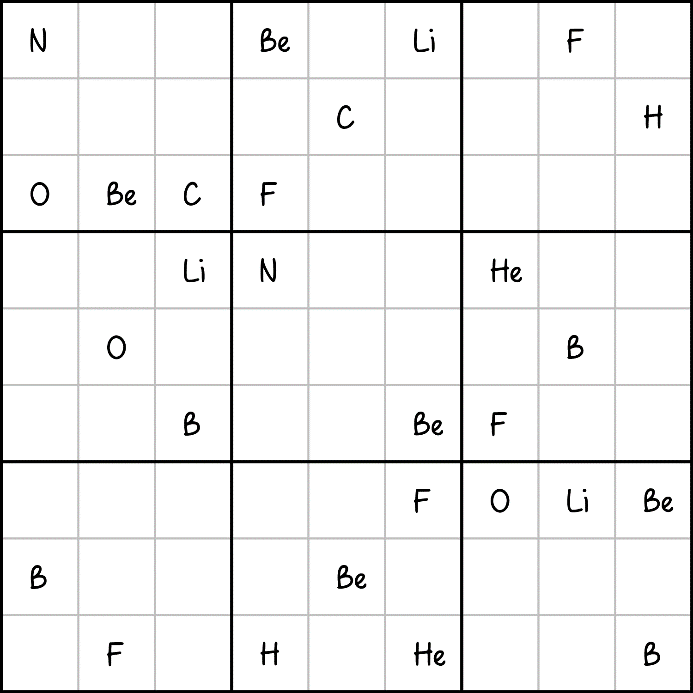 N Be Li F
C H
O Be C F
Li N He
O B
B Be F
F O Li Be
B Be
F H He B